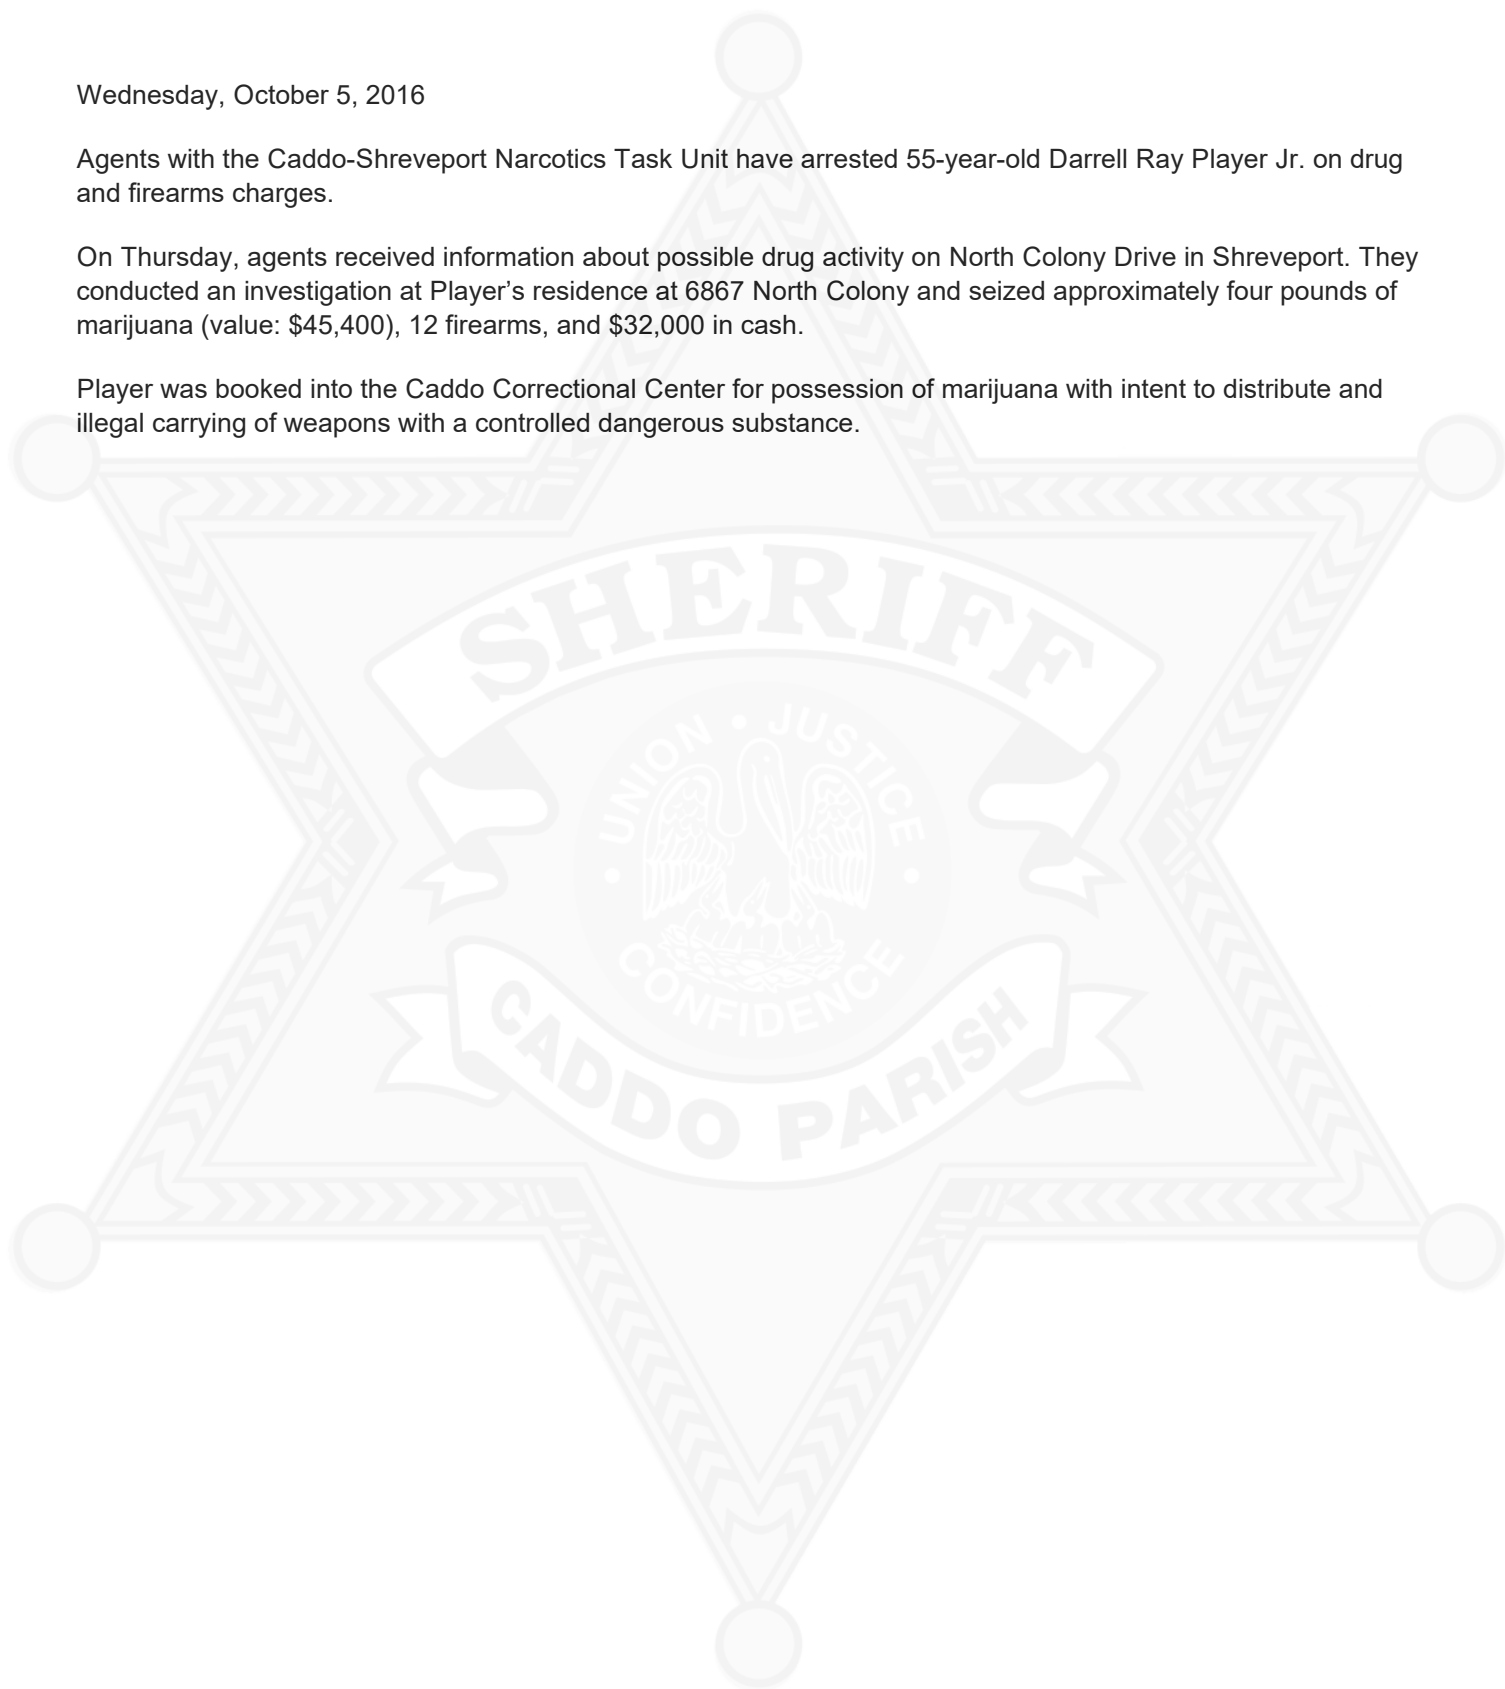 Wednesday, October 5, 2016
Agents with the Caddo-Shreveport Narcotics Task Unit have arrested 55-year-old Darrell Ray Player Jr. on drug
and firearms charges.
On Thursday, agents received information about possible drug activity on North Colony Drive in Shreveport. They
conducted an investigation at Player’s residence at 6867 North Colony and seized approximately four pounds of
marijuana (value: $45,400), 12 firearms, and $32,000 in cash.
Player was booked into the Caddo Correctional Center for possession of marijuana with intent to distribute and
illegal carrying of weapons with a controlled dangerous substance.
SHERIFF
UNION • JUSTICE
• CONFIDENCE •
CADDO PARISH